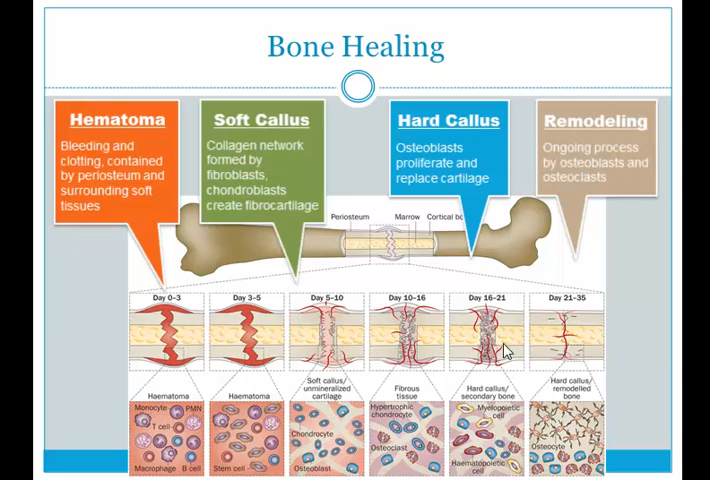 Bone Healing
Hematoma
Bleeding and
clotting, contained
by periosteum and
surrounding soft
tissues
Soft Callus
Collagen network
formed by
fibroblasts,
chondroblasts
create fibrocartilage
Hard Callus
Osteoblasts
proliferate and
replace cartilage
Remodeling
Ongoing process
by osteoblasts and
osteoclasts
Periosteum
Marrow
Cortical bo
Day 0-3
Day 3-5
Day 5-10
Day 10-16
Day 16-21
Day 21-35
Haematoma
Haematoma
Soft callus/
unmineralized
cartilage
Fibrous
tissue
Hard callus/
secondary bone
Hard callus/
remodelled
bone
Monocyte
PMN
T cell
Macrophage
B cell
Stem cell
Chondrocyte
Osteoblast
Hypertrophic
chondrocyte
Osteoclast
Myelopoietic
cell
Haematopoietic
cell
Osteocyte